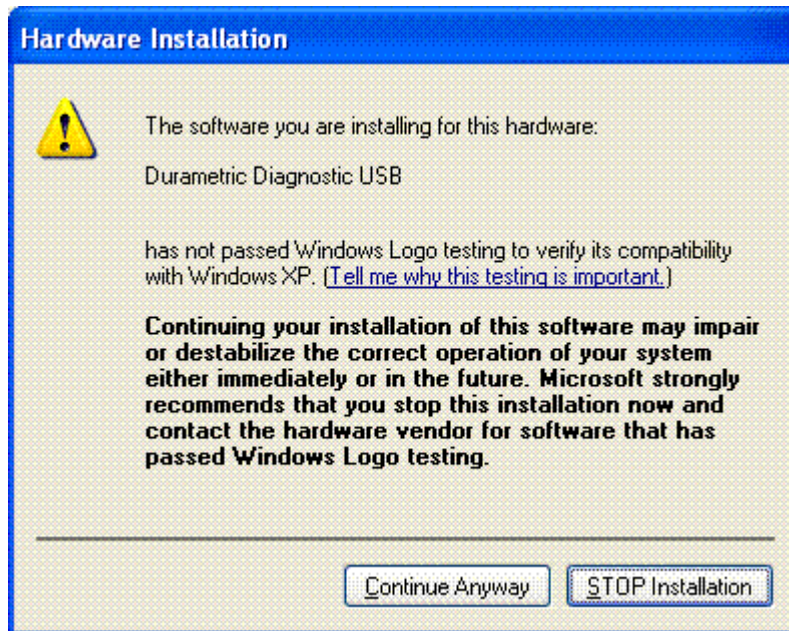 Hardware Installation
The software you are installing for this hardware:
Durametric Diagnostic USB
has not passed Windows Logo testing to verify its compatibility
with Windows XP. (Tell me why this testing is important.)
Continuing your installation of this software may impair
or destabilize the correct operation of your system
either immediately or in the future. Microsoft strongly
recommends that you stop this installation now and
contact the hardware vendor for software that has
passed Windows Logo testing.
Continue Anyway
STOP Installation